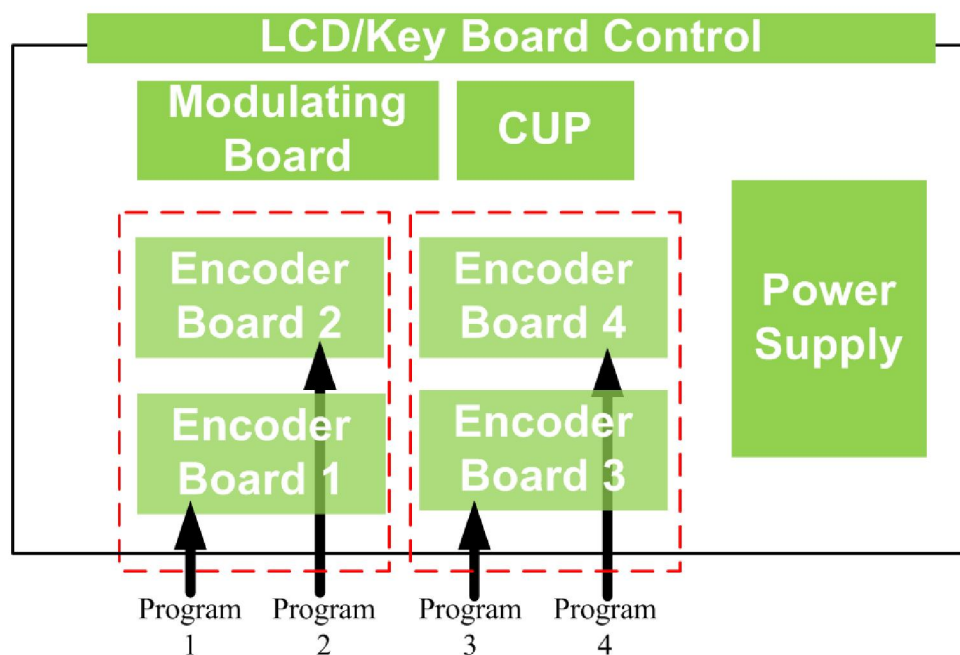 LCD/Key Board Control
Modulating
Board
CUP
Encoder
Board 2
Encoder
Board 4
Power
Supply
Encoder
Board 1
Encoder
Board 3
Program
1
Program
2
Program
3
Program
4